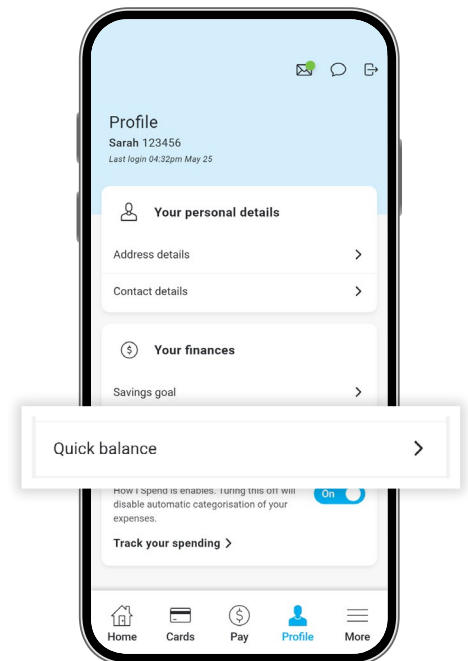 Profile
Sarah 123456
Last login 04:32pm May 25
Your personal details
Address details
Contact details
Your finances
Savings goal
Quick balance
How I Spend is enables. Turing this off will
disable automatic categorisation of your
expenses.
On
Track your spending
Home Cards Pay Profile More